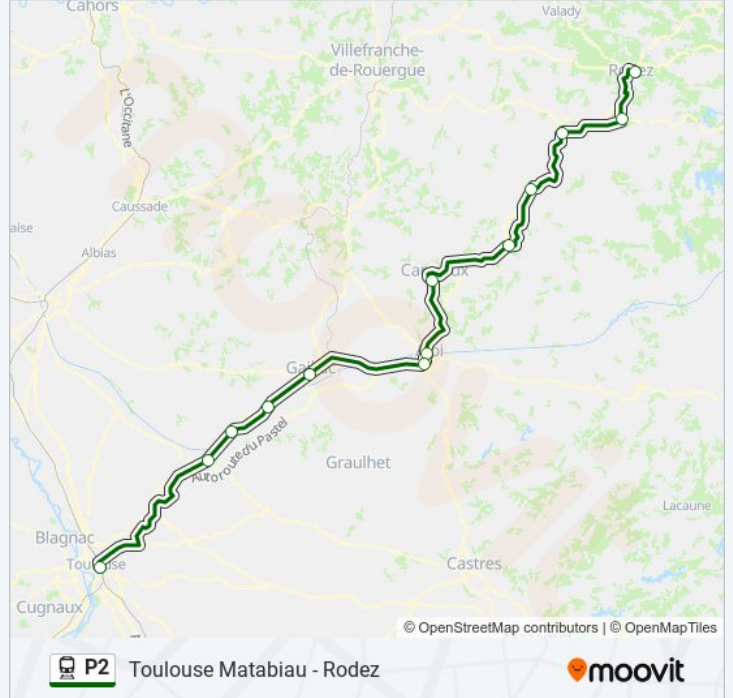 Cahors
Valady
Villefranche-
de-Rouergue
Rodez
L'Occitane
Caussade
aise
Albias
Carmaux
Albi
Gaillac
Autoroute du Pastel
Graulhet
Lacaune
Blagnac
Toulouse
Castres
Cugnaux
© OpenStreetMap contributors | © OpenMapTiles
P2 Toulouse Matabiau - Rodez
moovit